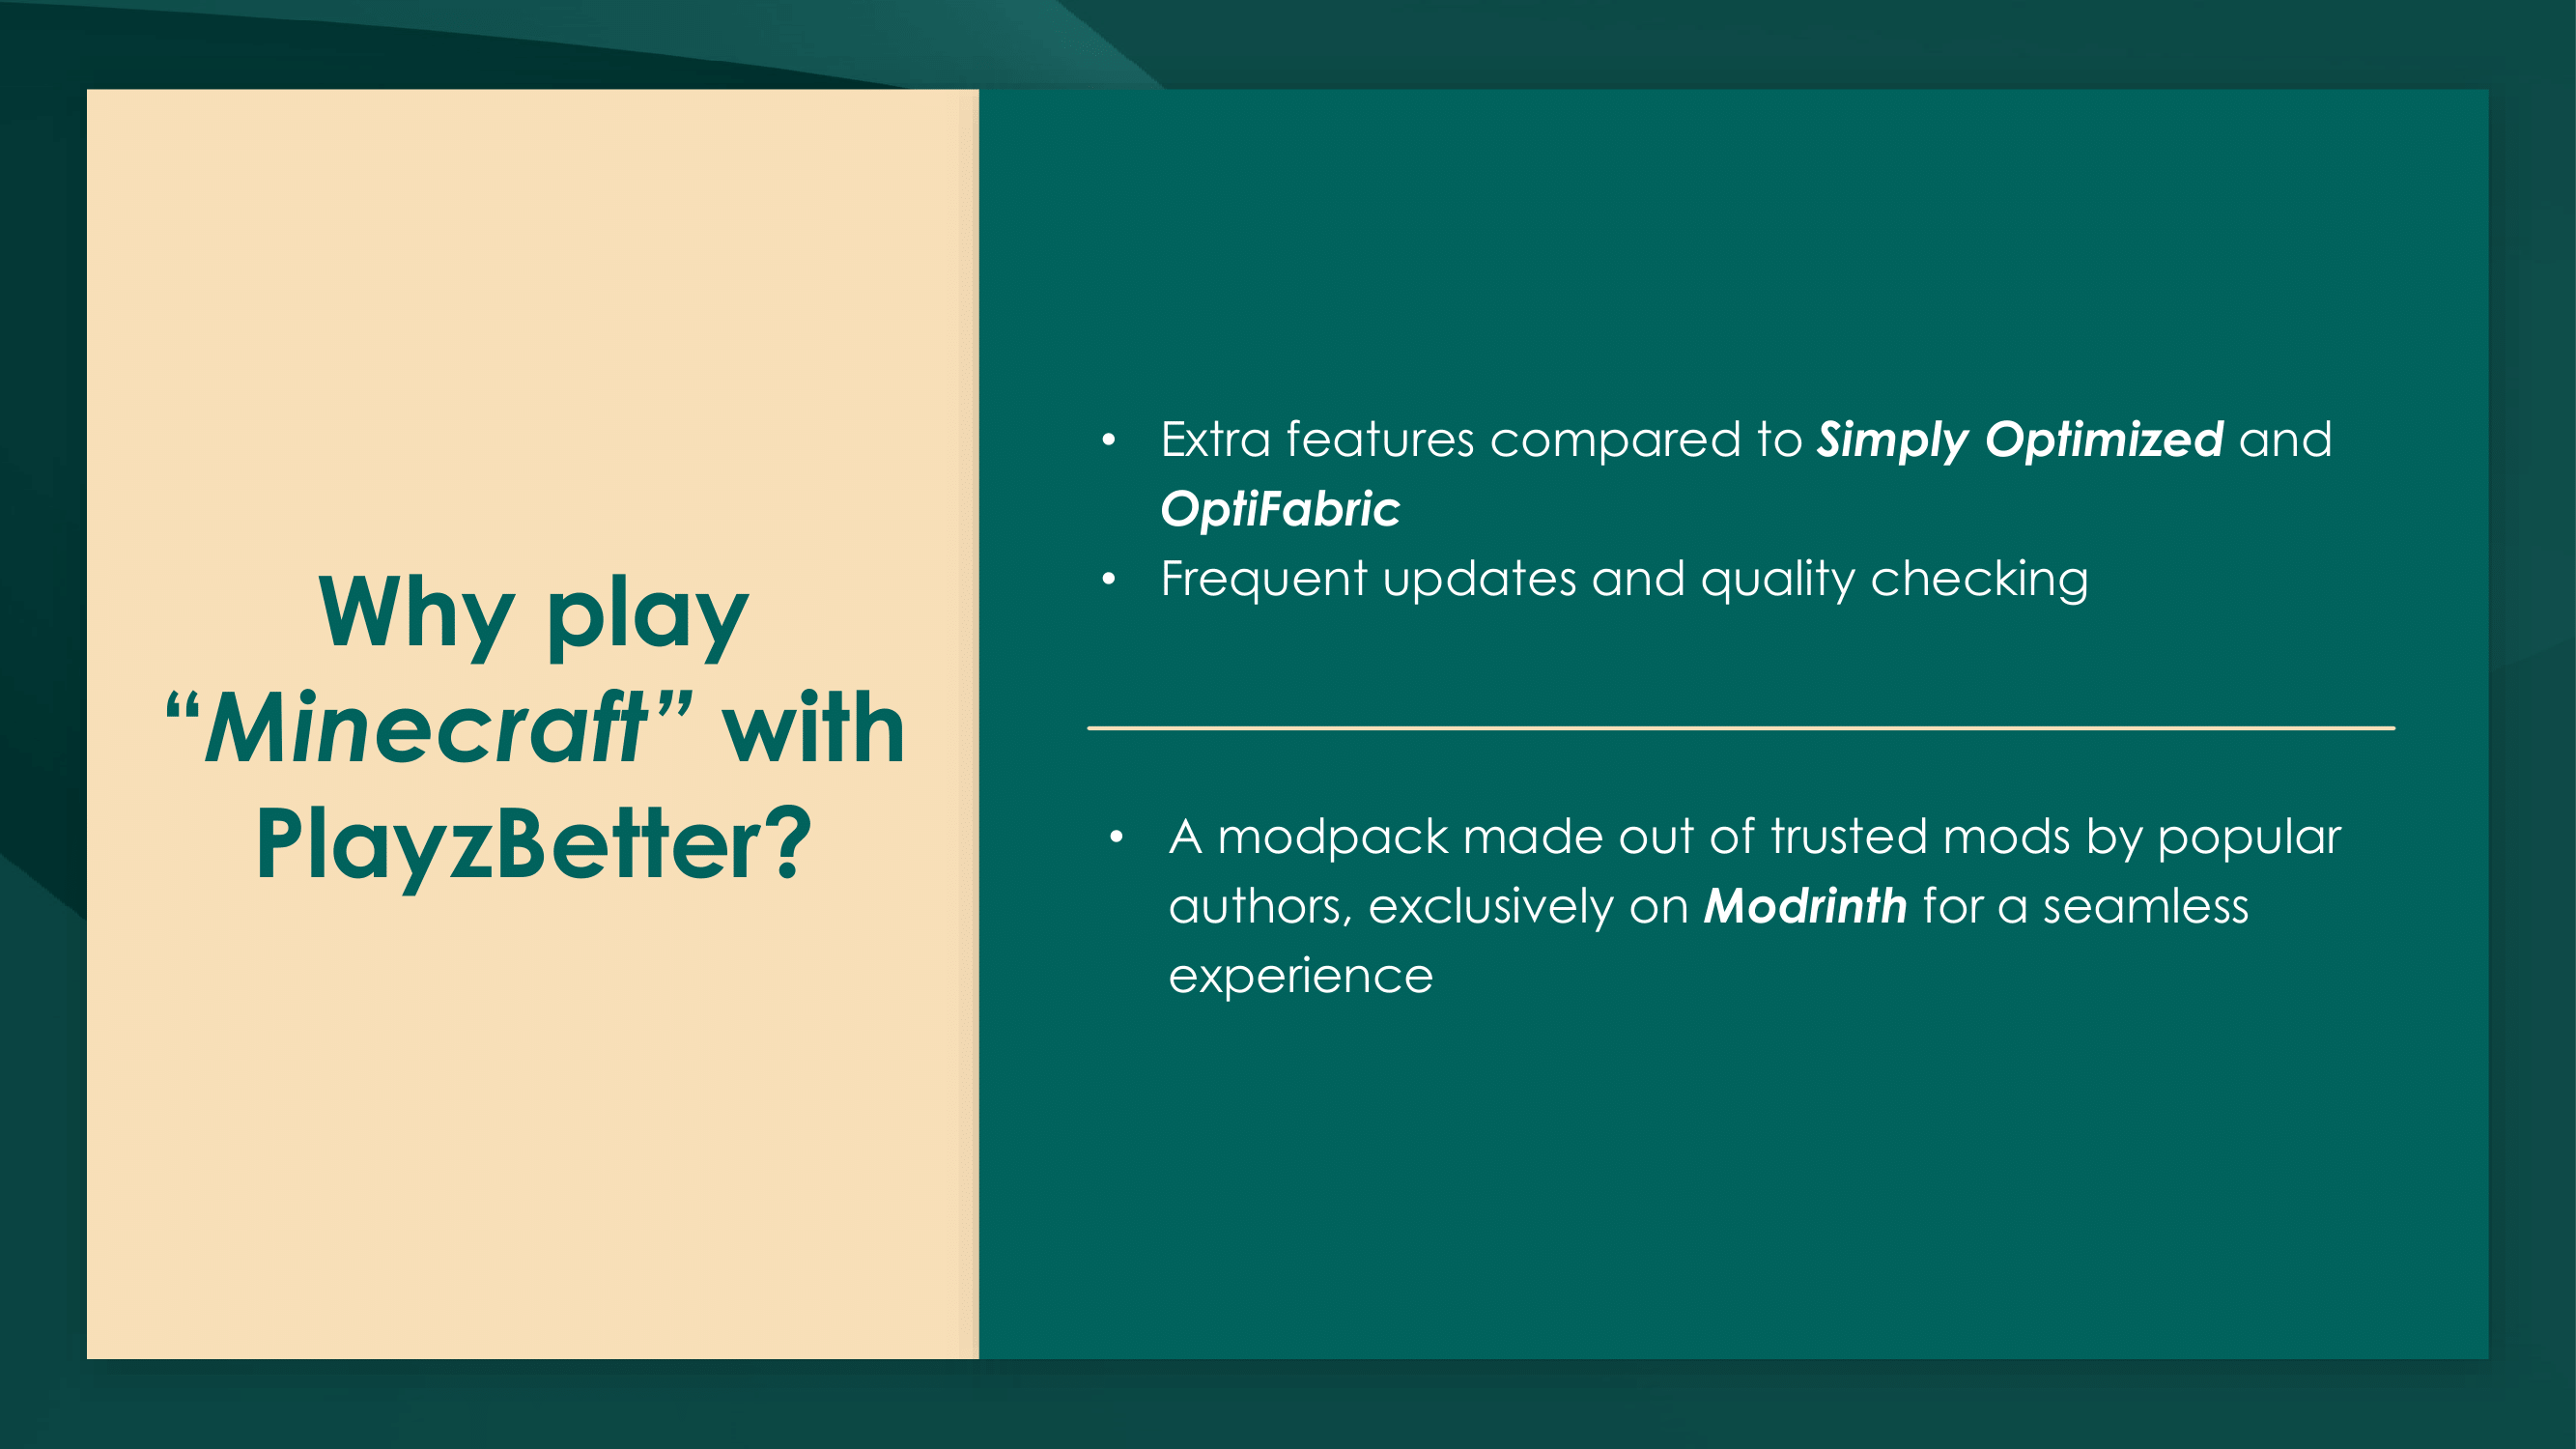 Why play
“Minecraft” with
PlayzBetter?
• Extra features compared to Simply Optimized and
OptiFabric
• Frequent updates and quality checking
• A modpack made out of trusted mods by popular
authors, exclusively on Modrinth for a seamless
experience